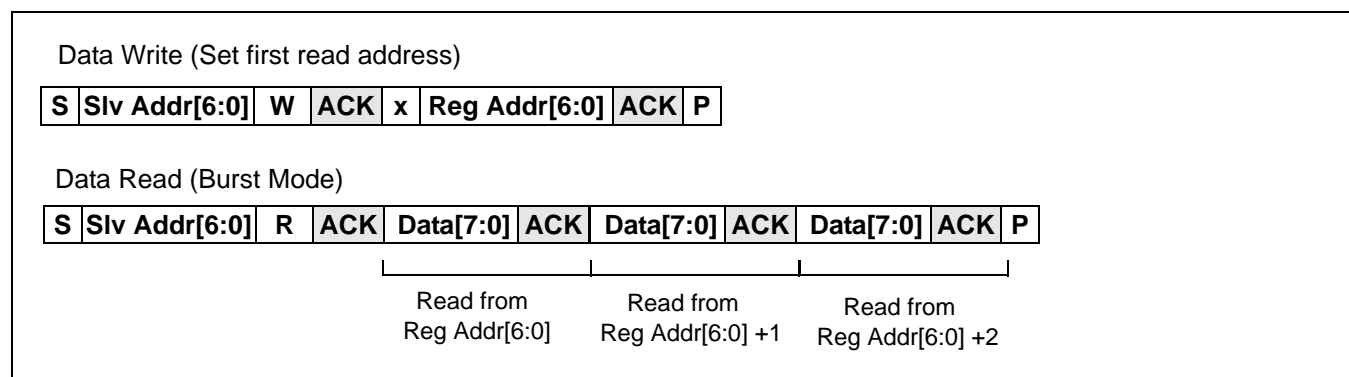 Data Write (Set first read address)
S Slv Addr[6:0] W ACK x Reg Addr[6:0] ACK P
Data Read (Burst Mode)
S Slv Addr[6:0] R ACK Data[7:0] ACK Data[7:0] ACK Data[7:0] ACK P
Read from Read from Read from
Reg Addr[6:0] Reg Addr[6:0] +1 Reg Addr[6:0] +2